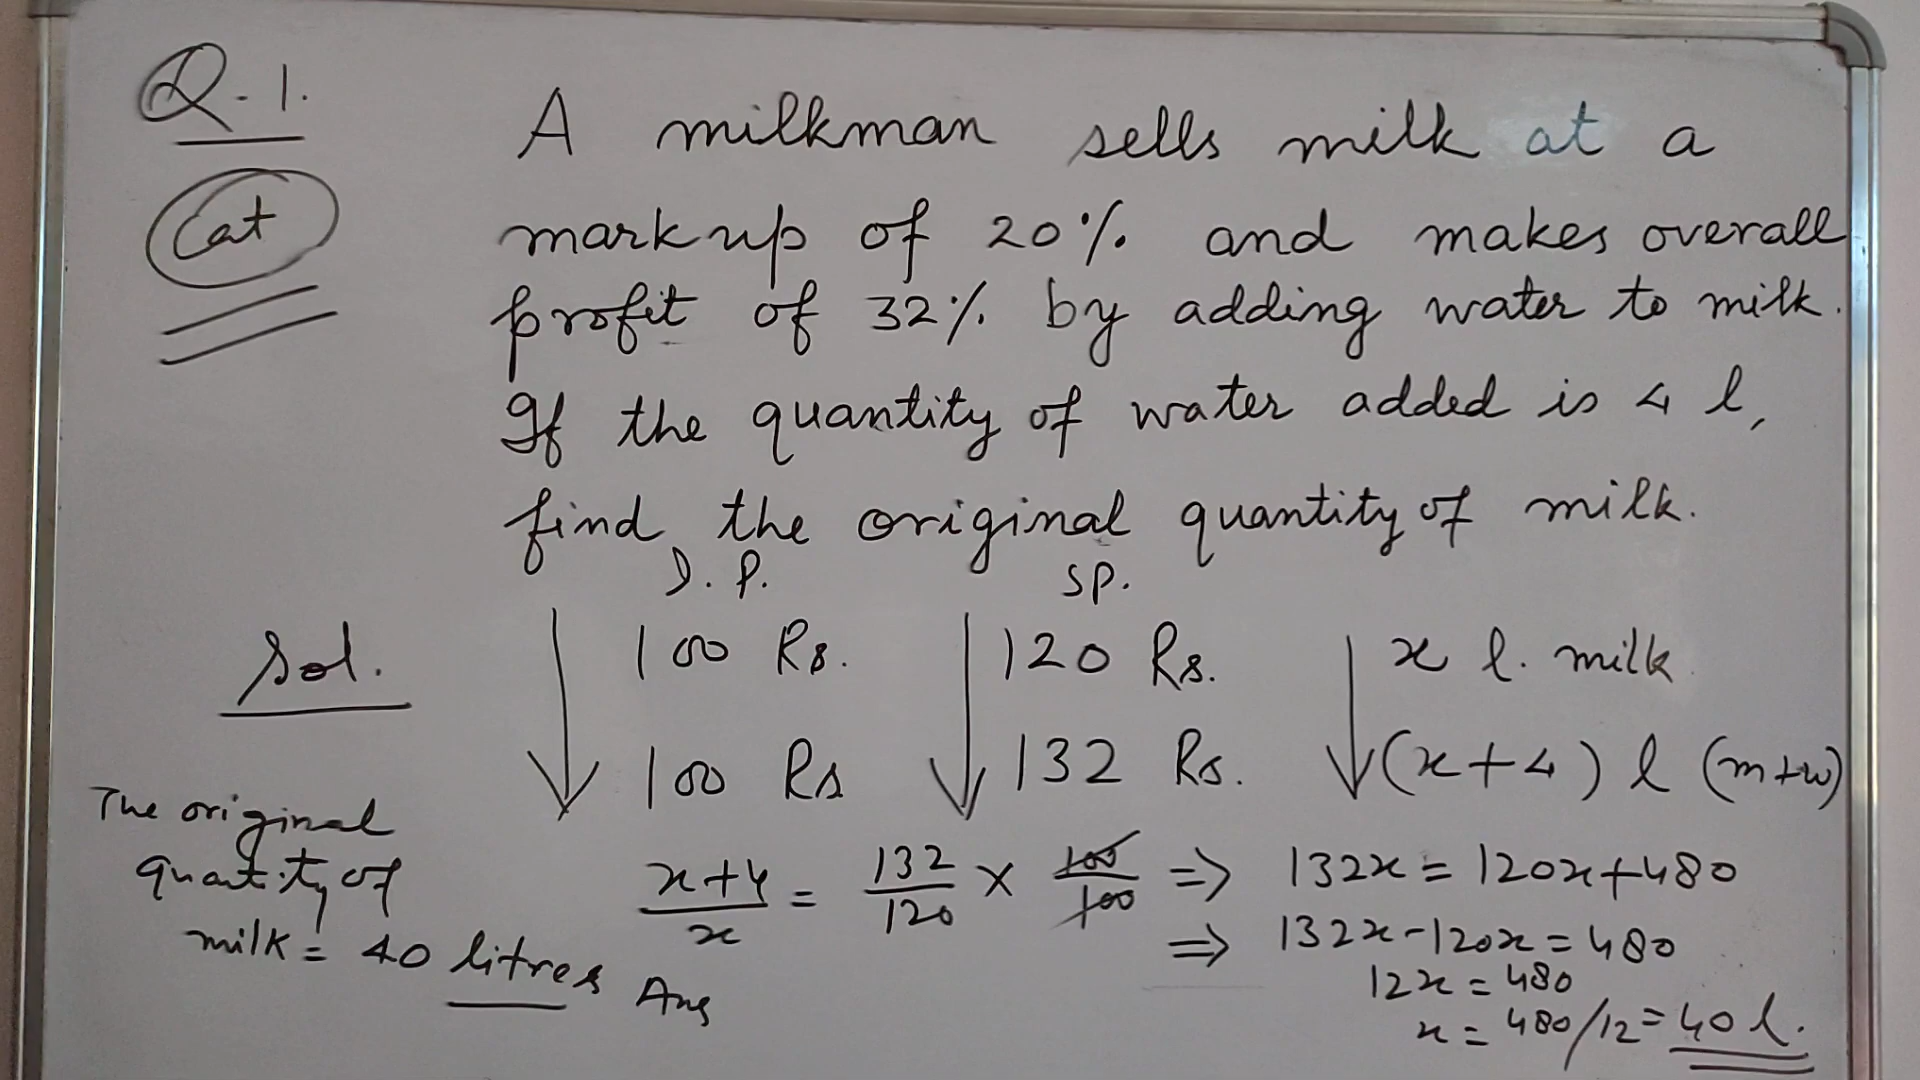 Q.1.
Cat
A milkman sells milk at a
mark up of 20% and makes overall
profit of 32% by adding water to milk.
If the quantity of water added is 4 l,
find the original quantity of milk.
I.P. SP.
Sol.
100 Rs. 120 Rs. x l. milk
100 Rs 132 Rs. (x+4) l (m+w)
x+4/x = 132/120 × 100/100 ⇒ 132x = 120x+480
⇒ 132x-120x=480
12x = 480
x = 480/12=40 l.
The original
quantity of
milk = 40 litres Ans